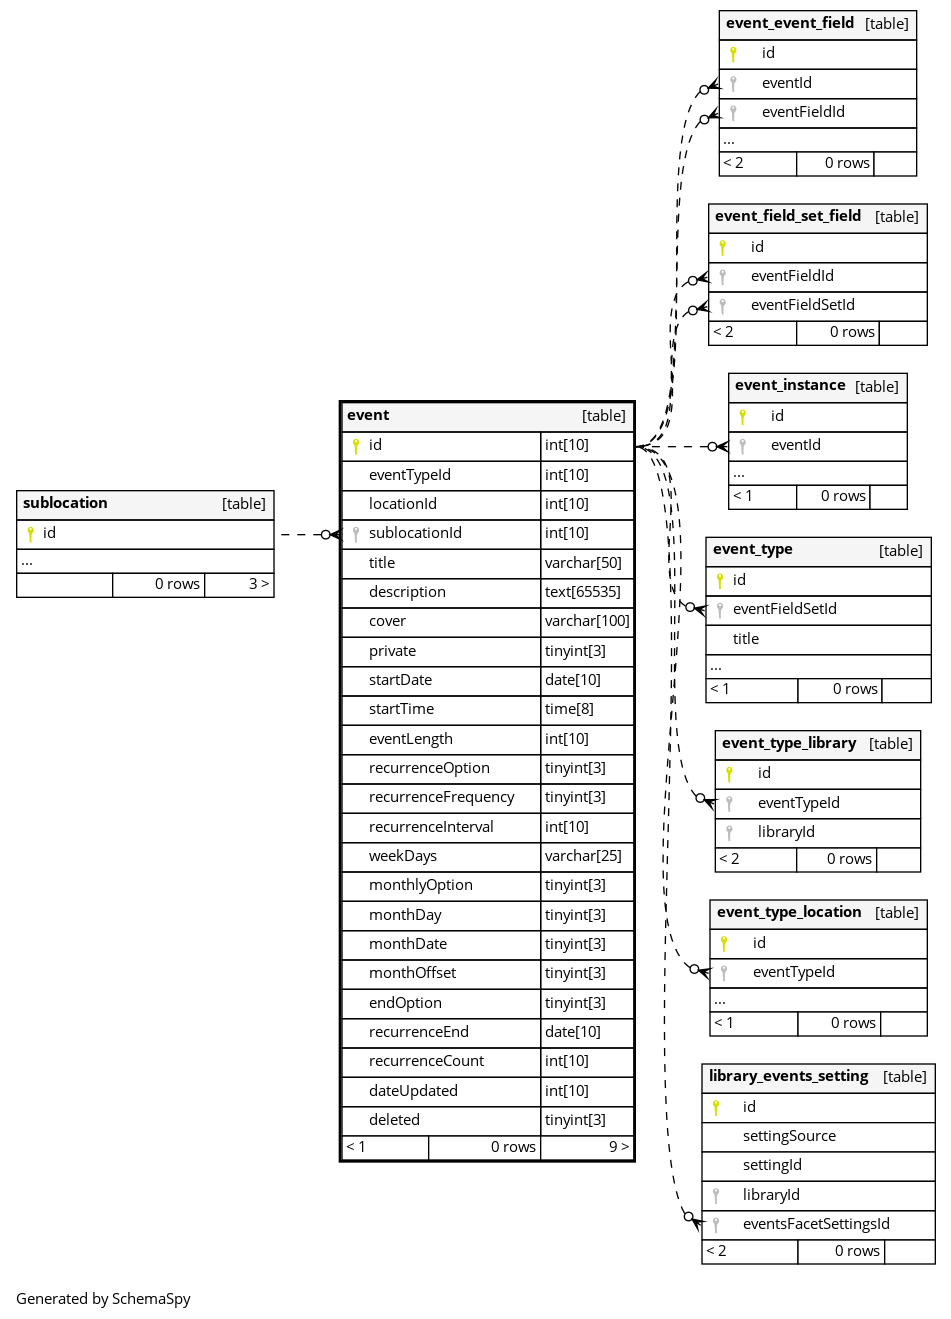 event_event_field [table]
id
eventId
eventFieldId
...
< 2 0 rows
event_field_set_field [table]
id
eventFieldId
eventFieldSetId
< 2 0 rows
event_instance [table]
id
eventId
...
< 1 0 rows
event_type [table]
id
eventFieldSetId
title
...
< 1 0 rows
event_type_library [table]
id
eventTypeId
libraryId
< 2 0 rows
event_type_location [table]
id
eventTypeId
...
< 1 0 rows
library_events_setting [table]
id
settingSource
settingId
libraryId
eventsFacetSettingsId
< 2 0 rows
event [table]
id int[10]
eventTypeId int[10]
locationId int[10]
sublocationId int[10]
title varchar[50]
description text[65535]
cover varchar[100]
private tinyint[3]
startDate date[10]
startTime time[8]
eventLength int[10]
recurrenceOption tinyint[3]
recurrenceFrequency tinyint[3]
recurrenceInterval int[10]
weekDays varchar[25]
monthlyOption tinyint[3]
monthDay tinyint[3]
monthDate tinyint[3]
monthOffset tinyint[3]
endOption tinyint[3]
recurrenceEnd date[10]
recurrenceCount int[10]
dateUpdated int[10]
deleted tinyint[3]
< 1 0 rows 9 >
sublocation [table]
id
...
0 rows 3 >
Generated by SchemaSpy